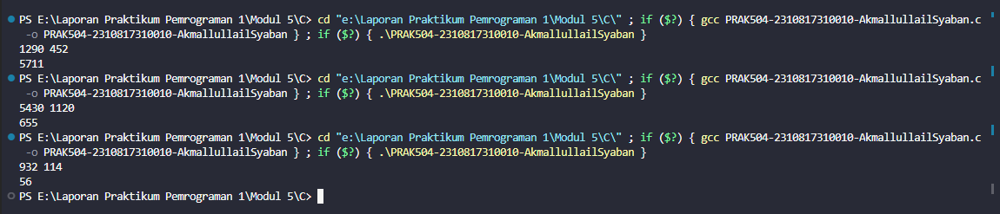 PS E:\Laporan Praktikum Pemrograman 1\Modul 5\C> cd "e:\Laporan Praktikum Pemrograman 1\Modul 5\C\" ; if ($?) { gcc PRAK504-2310817310010-AkmallullailSyaban.c
-o PRAK504-2310817310010-AkmallullailSyaban } ; if ($?) { .\PRAK504-2310817310010-AkmallullailSyaban }
1290 452
5711
PS E:\Laporan Praktikum Pemrograman 1\Modul 5\C> cd "e:\Laporan Praktikum Pemrograman 1\Modul 5\C\" ; if ($?) { gcc PRAK504-2310817310010-AkmallullailSyaban.c
-o PRAK504-2310817310010-AkmallullailSyaban } ; if ($?) { .\PRAK504-2310817310010-AkmallullailSyaban }
5430 1120
655
PS E:\Laporan Praktikum Pemrograman 1\Modul 5\C> cd "e:\Laporan Praktikum Pemrograman 1\Modul 5\C\" ; if ($?) { gcc PRAK504-2310817310010-AkmallullailSyaban.c
-o PRAK504-2310817310010-AkmallullailSyaban } ; if ($?) { .\PRAK504-2310817310010-AkmallullailSyaban }
932 114
56
PS E:\Laporan Praktikum Pemrograman 1\Modul 5\C>